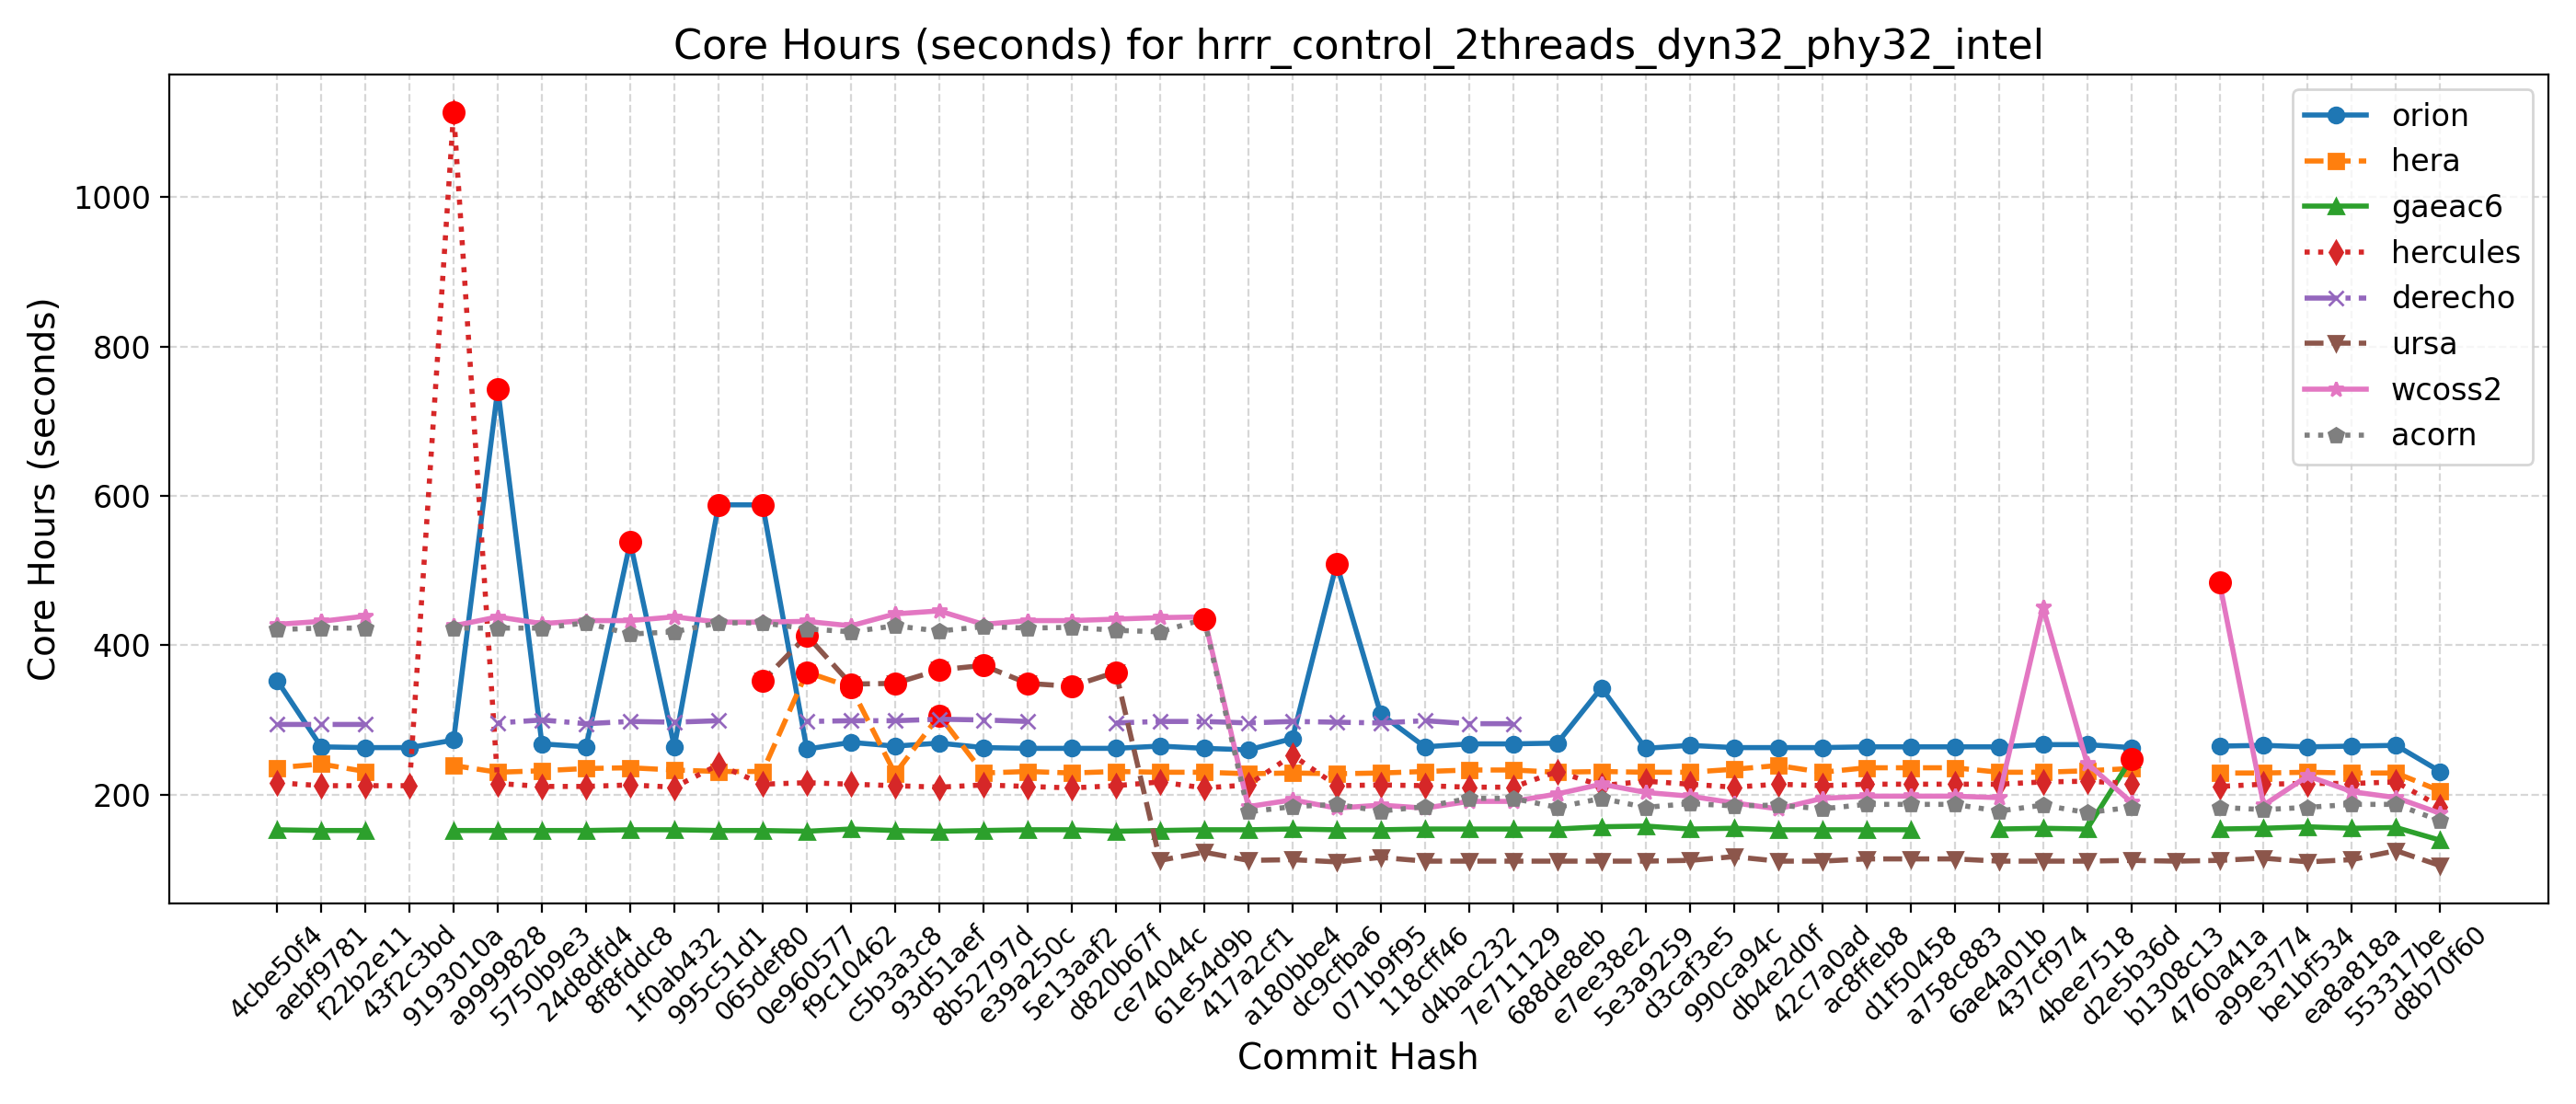 Core Hours (seconds) for hrrr_control_2threads_dyn32_phy32_intel
Core Hours (seconds)
1000
800
600
400
200
orion
hera
gaeac6
hercules
derecho
ursa
wcoss2
acorn
4cbe50f4
aebf9781
f22b2e11
43f2c3bd
9193010a
a9999828
5750b9e3
24d8dfd4
8f8fddc8
1f0ab432
995c51d1
065def80
0e960577
f9c10462
c5b3a3c8
93d51aef
8b52797d
e39a250c
5e13aaf2
d820b67f
ce74044c
61e54d9b
417a2cf1
a180bbe4
dc9cfba6
071b9f95
118cff46
d4bac232
7e711129
688de8eb
e7ee38e2
5e3a9259
d3caf3e5
990ca94c
db4e2d0f
42c7a0ad
ac8ffeb8
d1f50458
a758c883
6ae4a01b
437cf974
4bee7518
d2e5b36d
b1308c13
4760a41a
a99e3774
be1bf534
ea8a818a
553317be
d8b70f60
Commit Hash